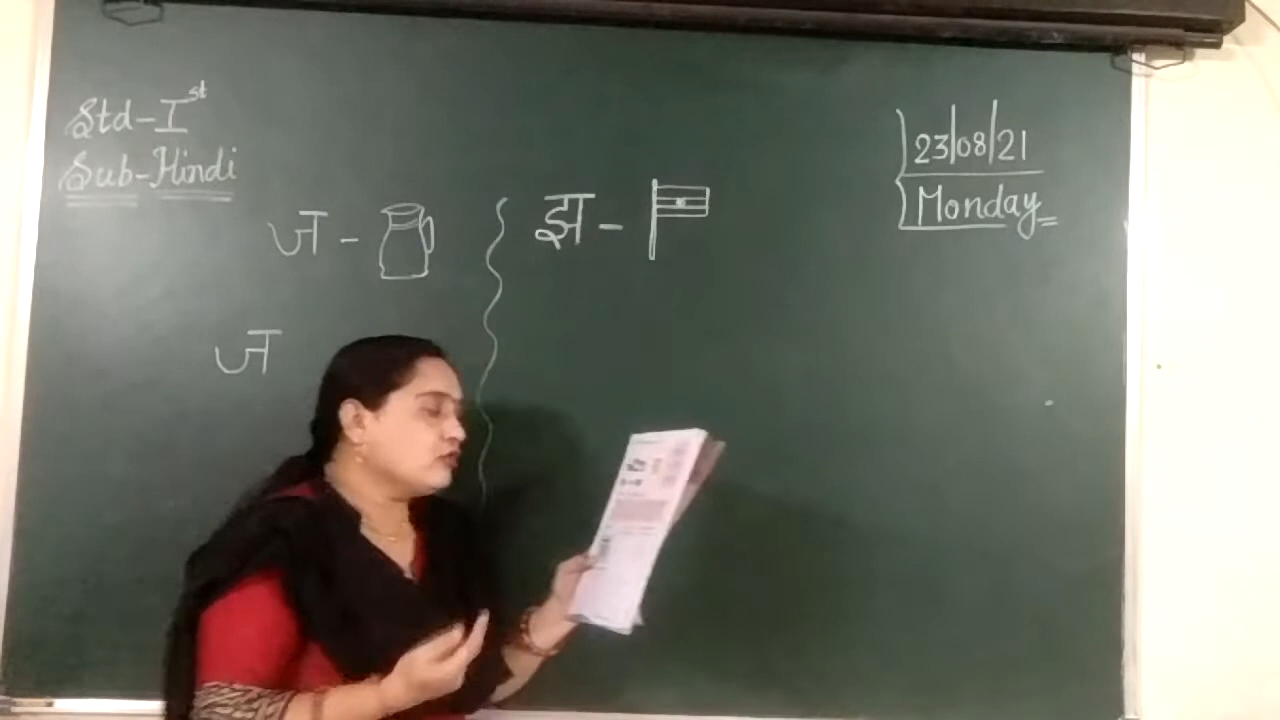 Std-Ist
Sub-Hindi
23/08/21
Monday
ज -
झ -
ज